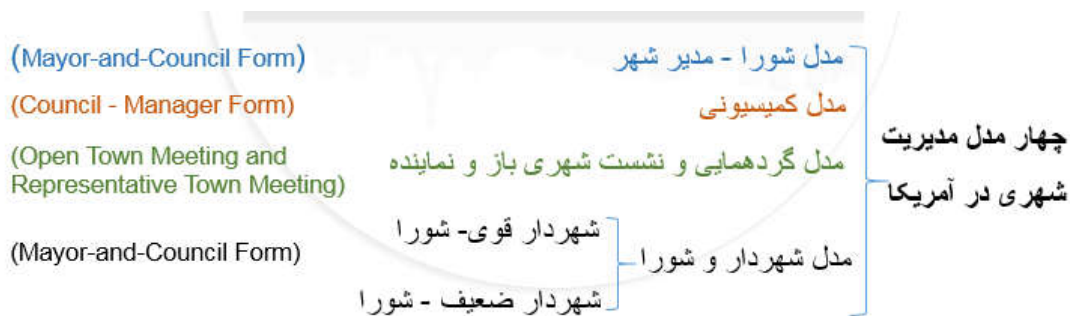 چهار مدل مدیریت
شهری در آمریکا
مدل شورا - مدیر شهر
(Mayor-and-Council Form)
مدل کمیسیونی
(Council - Manager Form)
مدل گردهمایی و نشست شهری باز و نماینده
(Open Town Meeting and
Representative Town Meeting)
مدل شهردار و شورا
شهردار قوی- شورا
شهردار ضعیف - شورا
(Mayor-and-Council Form)